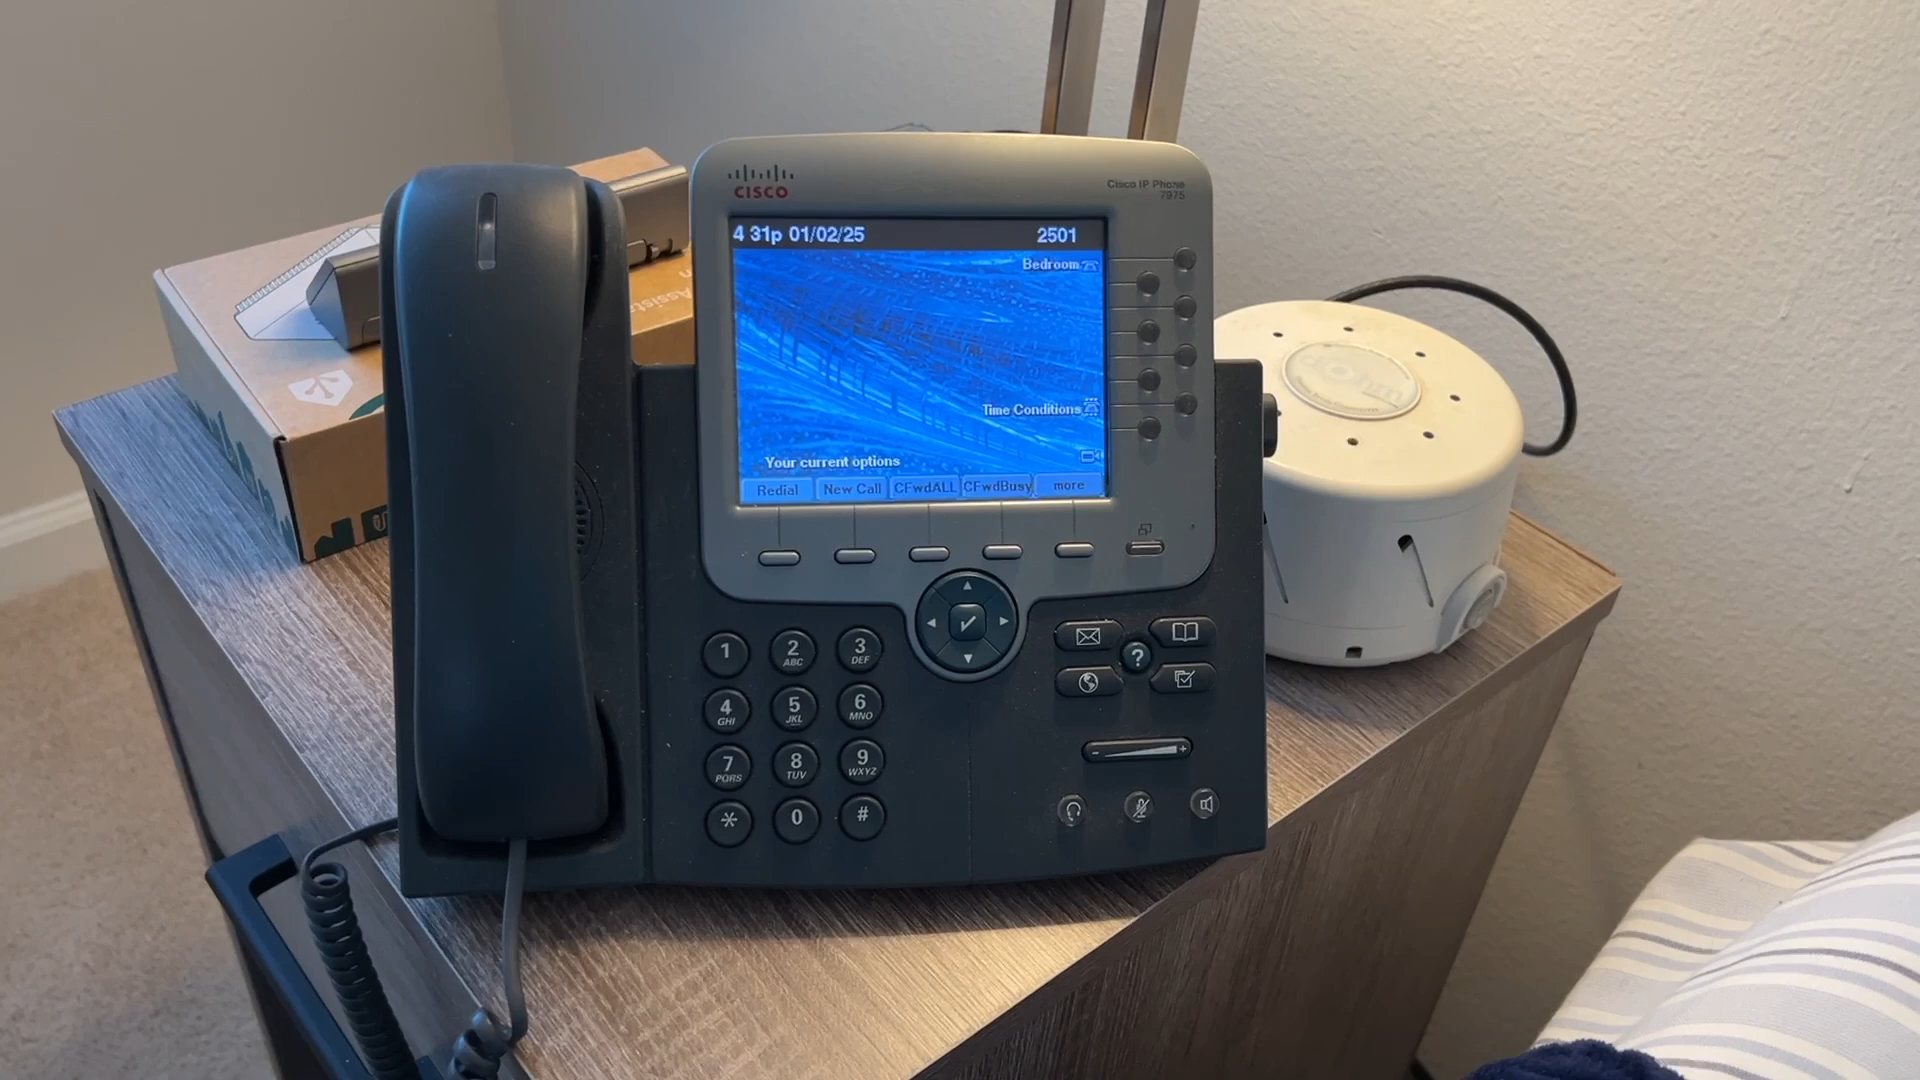 CISCO
Cisco IP Phone
7975
4 31p 01/02/25
2501
Bedroom
Time Conditions
Your current options
Redial
New Call
CFwdALL
CFwdBusy
more
1
2
ABC
3
DEF
4
GHI
5
JKL
6
MNO
7
PQRS
8
TUV
9
WXYZ
*
0
#
?
- +
dohm